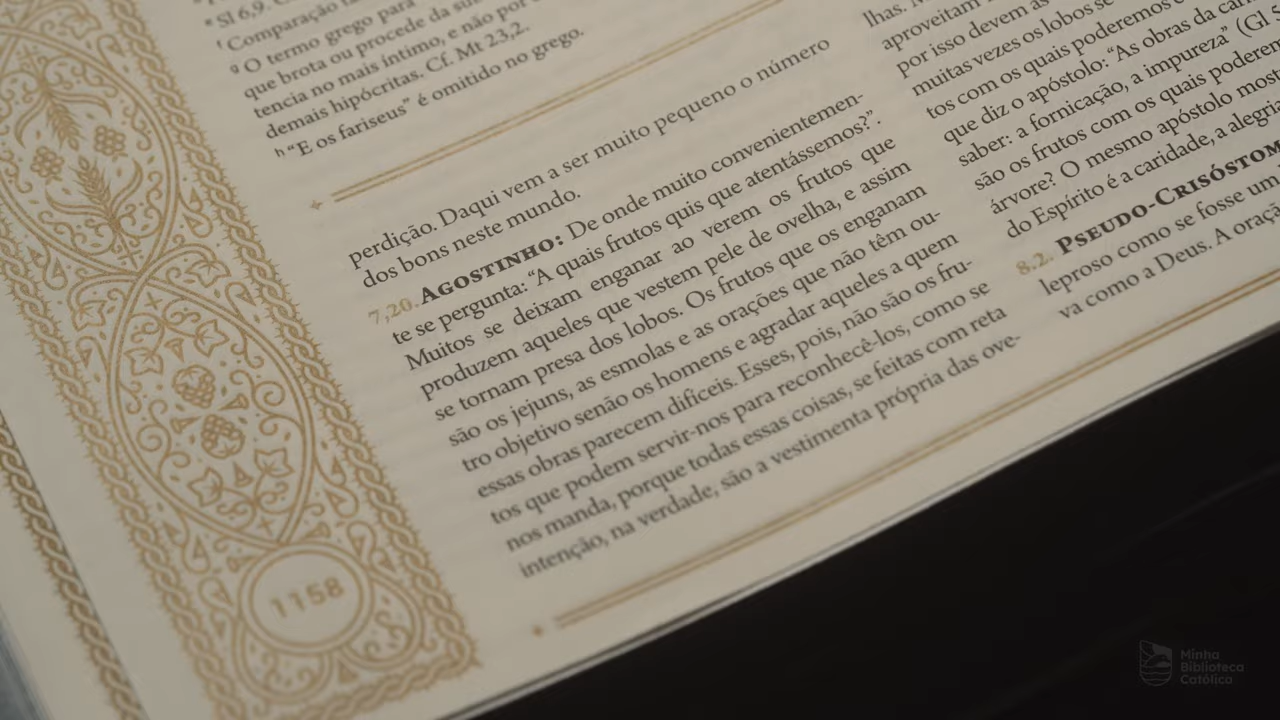 ᵉ Sl 6,9.
ᶠ Comparação
ᵍ O termo grego para
que brota ou procede da
tencia no mais íntimo, e não por
demais hipócritas. Cf. Mt 23,2.
ʰ “E os fariseus” é omitido no grego.
perdição. Daqui vem a ser muito pequeno o número
dos bons neste mundo.
7,20. AGOSTINHO: De onde muito convenientemen-
te se pergunta: “A quais frutos quis que atentássemos?”.
Muitos se deixam enganar ao verem os frutos que
produzem aqueles que vestem pele de ovelha, e assim
se tornam presa dos lobos. Os frutos que os enganam
são os jejuns, as esmolas e as orações que não têm ou-
tro objetivo senão os homens e agradar aqueles a quem
essas obras parecem difíceis. Esses, pois, não são os fru-
tos que podem servir-nos para reconhecê-los, como se
nos manda, porque todas essas coisas, se feitas com reta
intenção, na verdade, são a vestimenta própria das ove-
lhas.
aproveitam
por isso devem as
muitas vezes os lobos se
tos com os quais poderemos
que diz o apóstolo: “As obras da
saber: a fornicação, a impureza” (Gl
são os frutos com os quais
árvore? O mesmo apóstolo
do Espírito é a caridade, a alegria
8,2. PSEUDO-CRISÓSTOM
leproso como se fosse um
va como a Deus. A
1158
Minha
Biblioteca
Católica